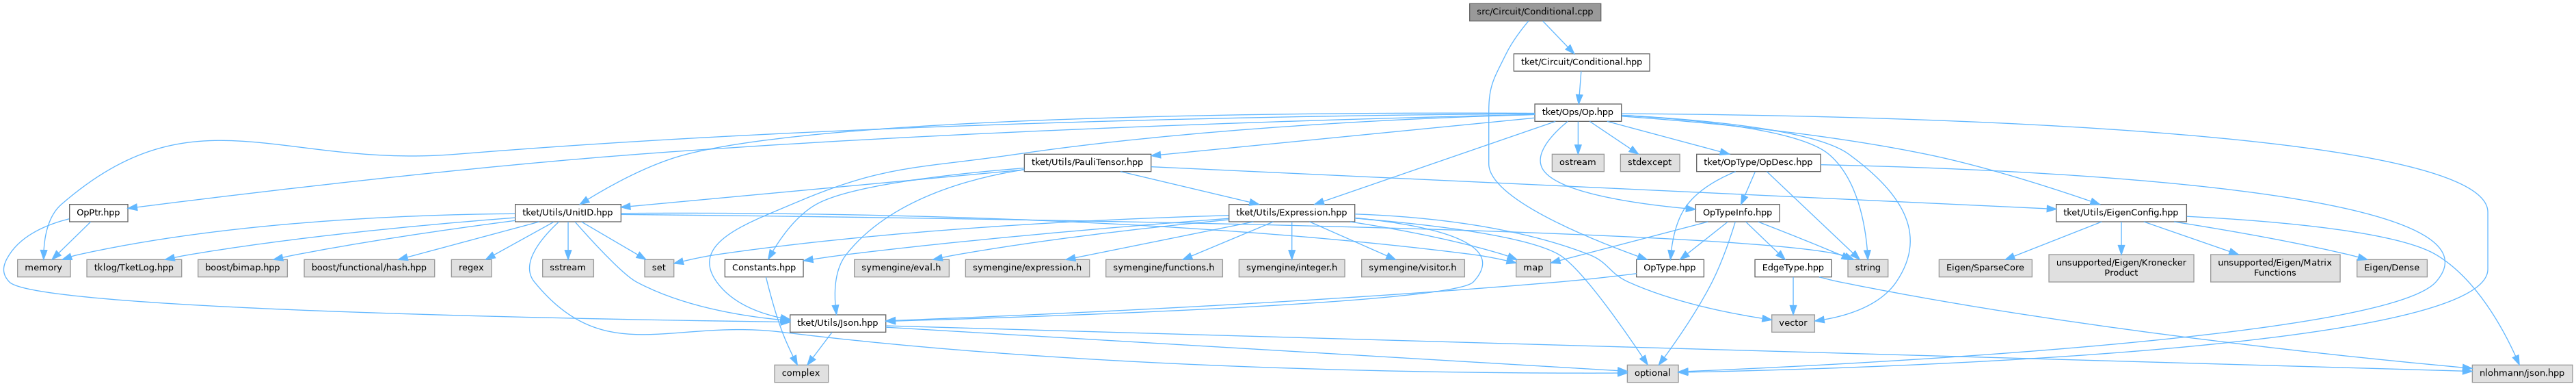 src/Circuit/Conditional.cpp
tket/Circuit/Conditional.hpp
tket/Ops/Op.hpp
tket/Utils/PauliTensor.hpp
ostream
stdexcept
tket/OpType/OpDesc.hpp
OpPtr.hpp
tket/Utils/UnitID.hpp
tket/Utils/Expression.hpp
OpTypeInfo.hpp
tket/Utils/EigenConfig.hpp
memory
tklog/TketLog.hpp
boost/bimap.hpp
boost/functional/hash.hpp
regex
sstream
set
Constants.hpp
symengine/eval.h
symengine/expression.h
symengine/functions.h
symengine/integer.h
symengine/visitor.h
map
OpType.hpp
EdgeType.hpp
string
Eigen/SparseCore
unsupported/Eigen/Kronecker
Product
unsupported/Eigen/Matrix
Functions
Eigen/Dense
tket/Utils/Json.hpp
vector
complex
optional
nlohmann/json.hpp